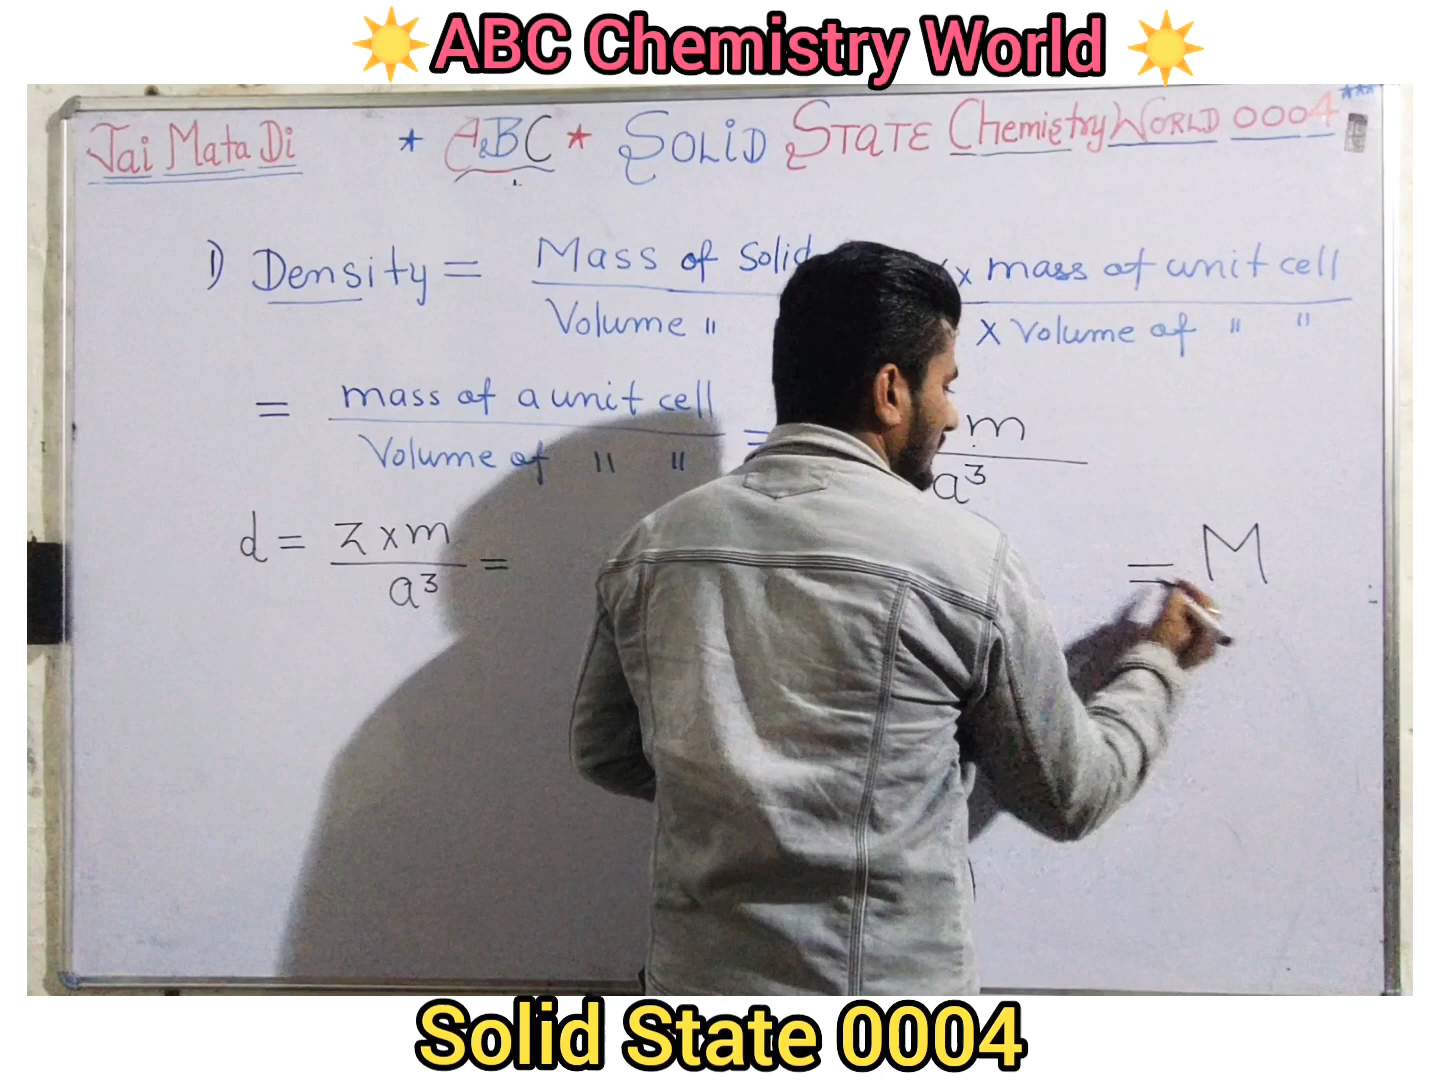 ☀ABC Chemistry World ☀
Jai Mata Di * ABC * SOLiD STATE Chemistry WORLD 0004 ***
1) Density = Mass of Solid x mass of unit cell
Volume " X Volume of " "
= mass of a unit cell = m
Volume of " " a³
d = Z x m = = M
a³
Solid State 0004